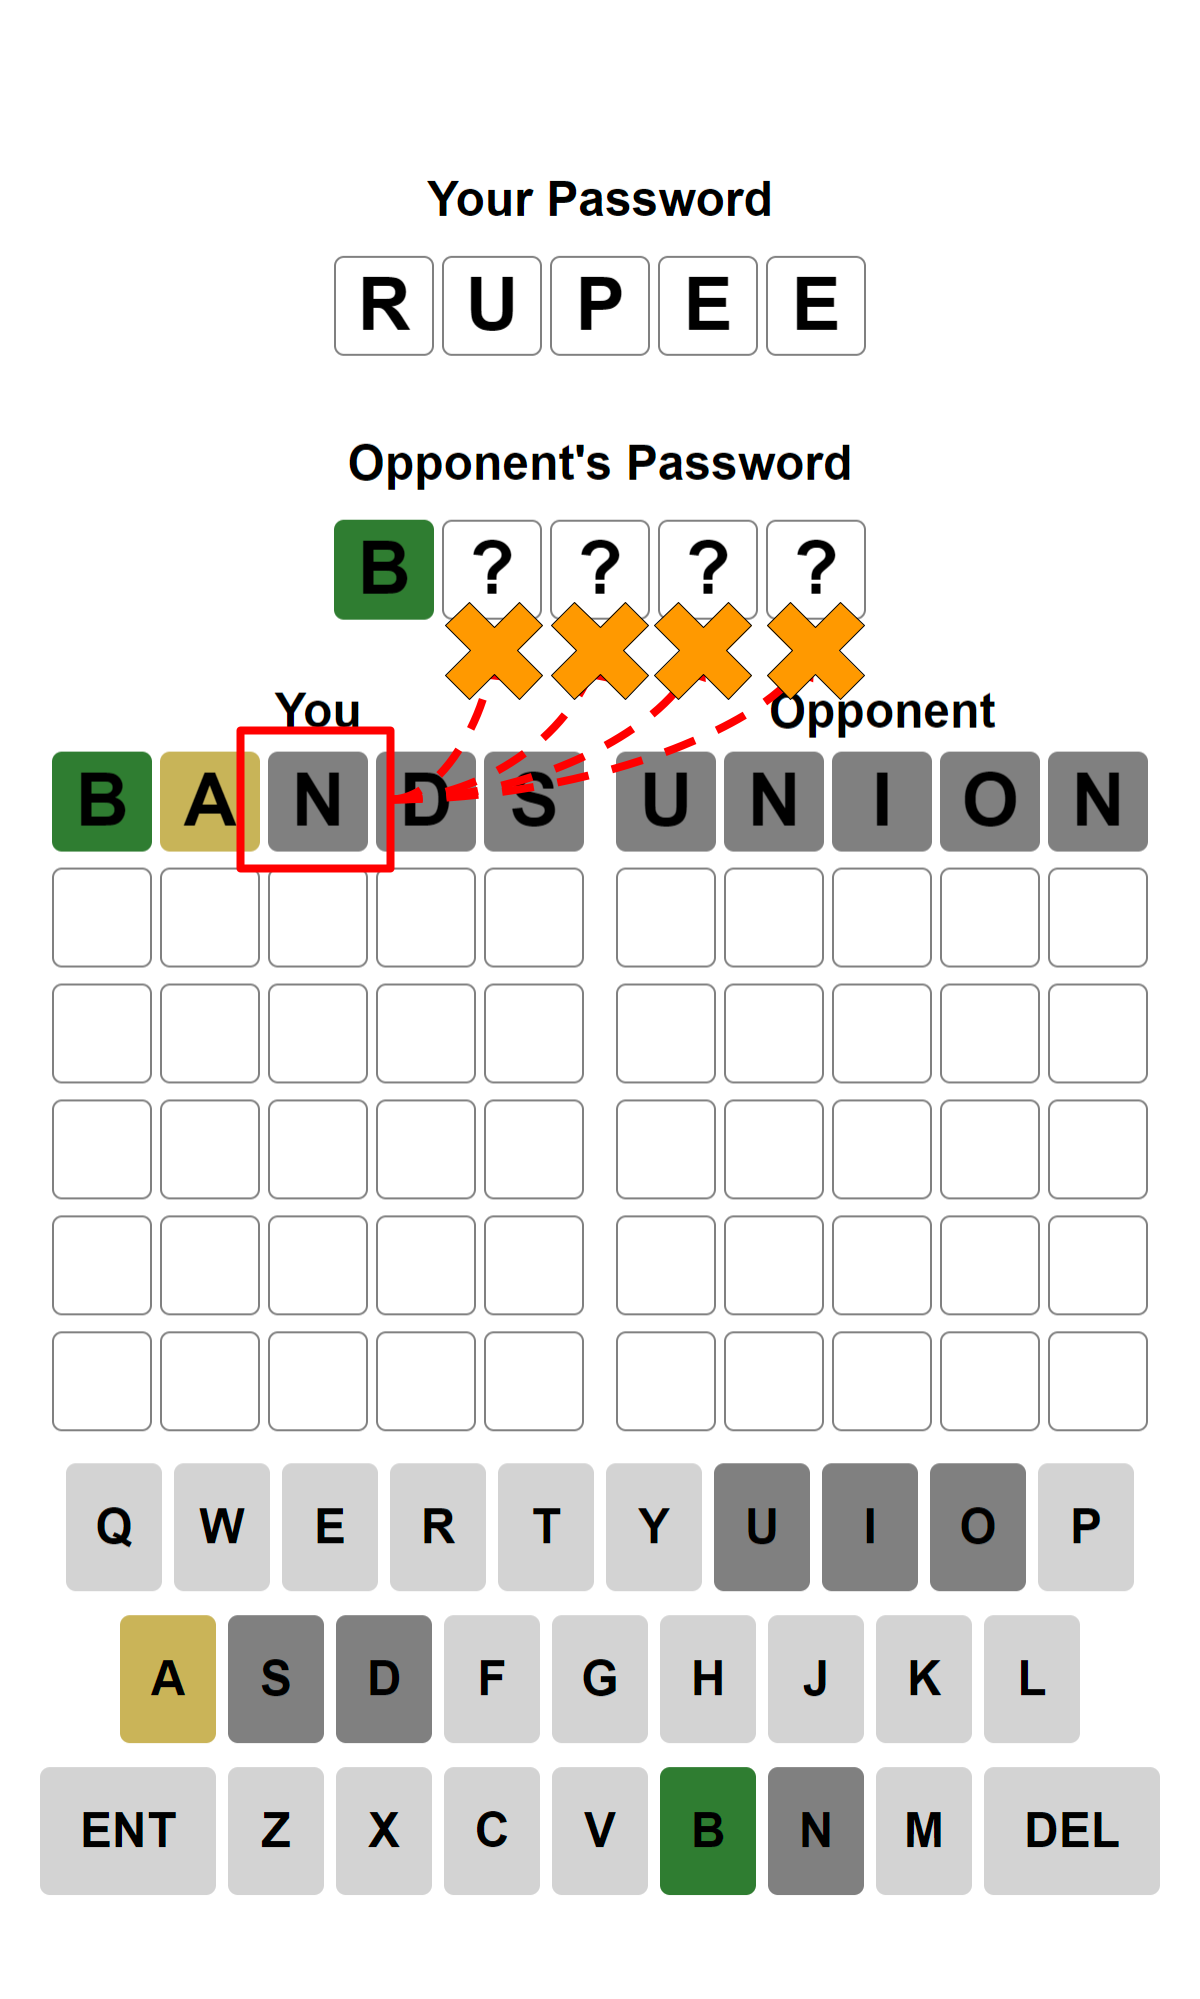 Your Password
R U P E E
Opponent's Password
B ? ? ? ?
You Opponent
B A N D S U N I O N
Q W E R T Y U I O P
A S D F G H J K L
ENT Z X C V B N M DEL